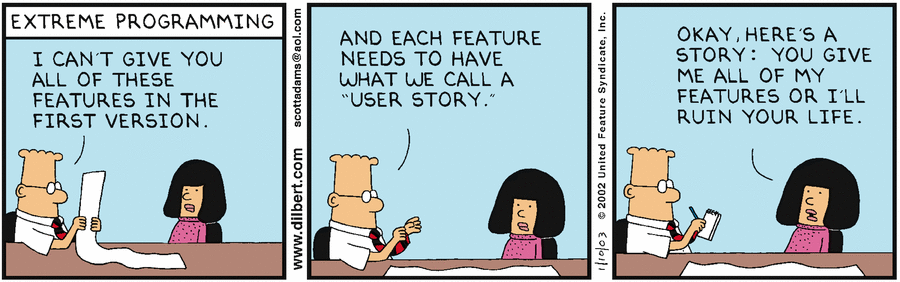 EXTREME PROGRAMMING
I CAN'T GIVE YOU
ALL OF THESE
FEATURES IN THE
FIRST VERSION.
www.dilbert.com scottadams@aol.com
AND EACH FEATURE
NEEDS TO HAVE
WHAT WE CALL A
"USER STORY."
1/10/03 © 2002 United Feature Syndicate, Inc.
OKAY, HERE'S A
STORY: YOU GIVE
ME ALL OF MY
FEATURES OR I'LL
RUIN YOUR LIFE.